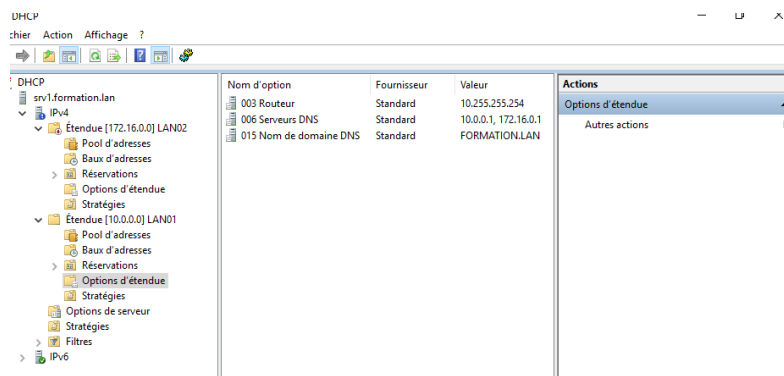 DHCP
chier Action Affichage ?
DHCP
srv1.formation.lan
IPv4
Étendue [172.16.0.0] LAN02
Pool d'adresses
Baux d'adresses
Réservations
Options d'étendue
Stratégies
Étendue [10.0.0.0] LAN01
Pool d'adresses
Baux d'adresses
Réservations
Options d'étendue
Stratégies
Options de serveur
Stratégies
Filtres
IPv6
Nom d'option Fournisseur Valeur
003 Routeur Standard 10.255.255.254
006 Serveurs DNS Standard 10.0.0.1, 172.16.0.1
015 Nom de domaine DNS Standard FORMATION.LAN
Actions
Options d'étendue
Autres actions